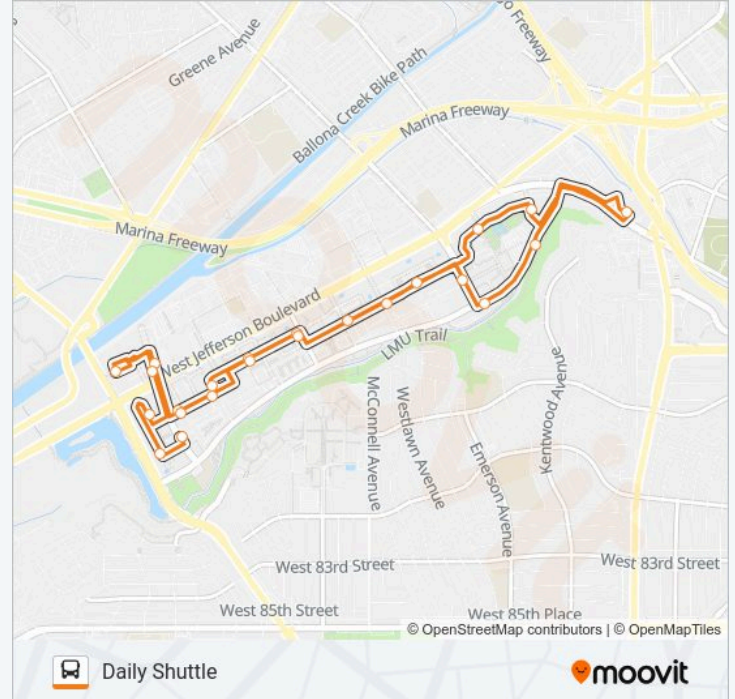 Greene Avenue
o Freeway
Ballona Creek Bike Path
Marina Freeway
Marina Freeway
West Jefferson Boulevard
LMU Trail
McConnell Avenue
Westlawn Avenue
Emerson Avenue
Kentwood Avenue
West 83rd Street
West 83rd Street
West 85th Street
West 85th Place
© OpenStreetMap contributors | © OpenMapTiles
Daily Shuttle
moovit